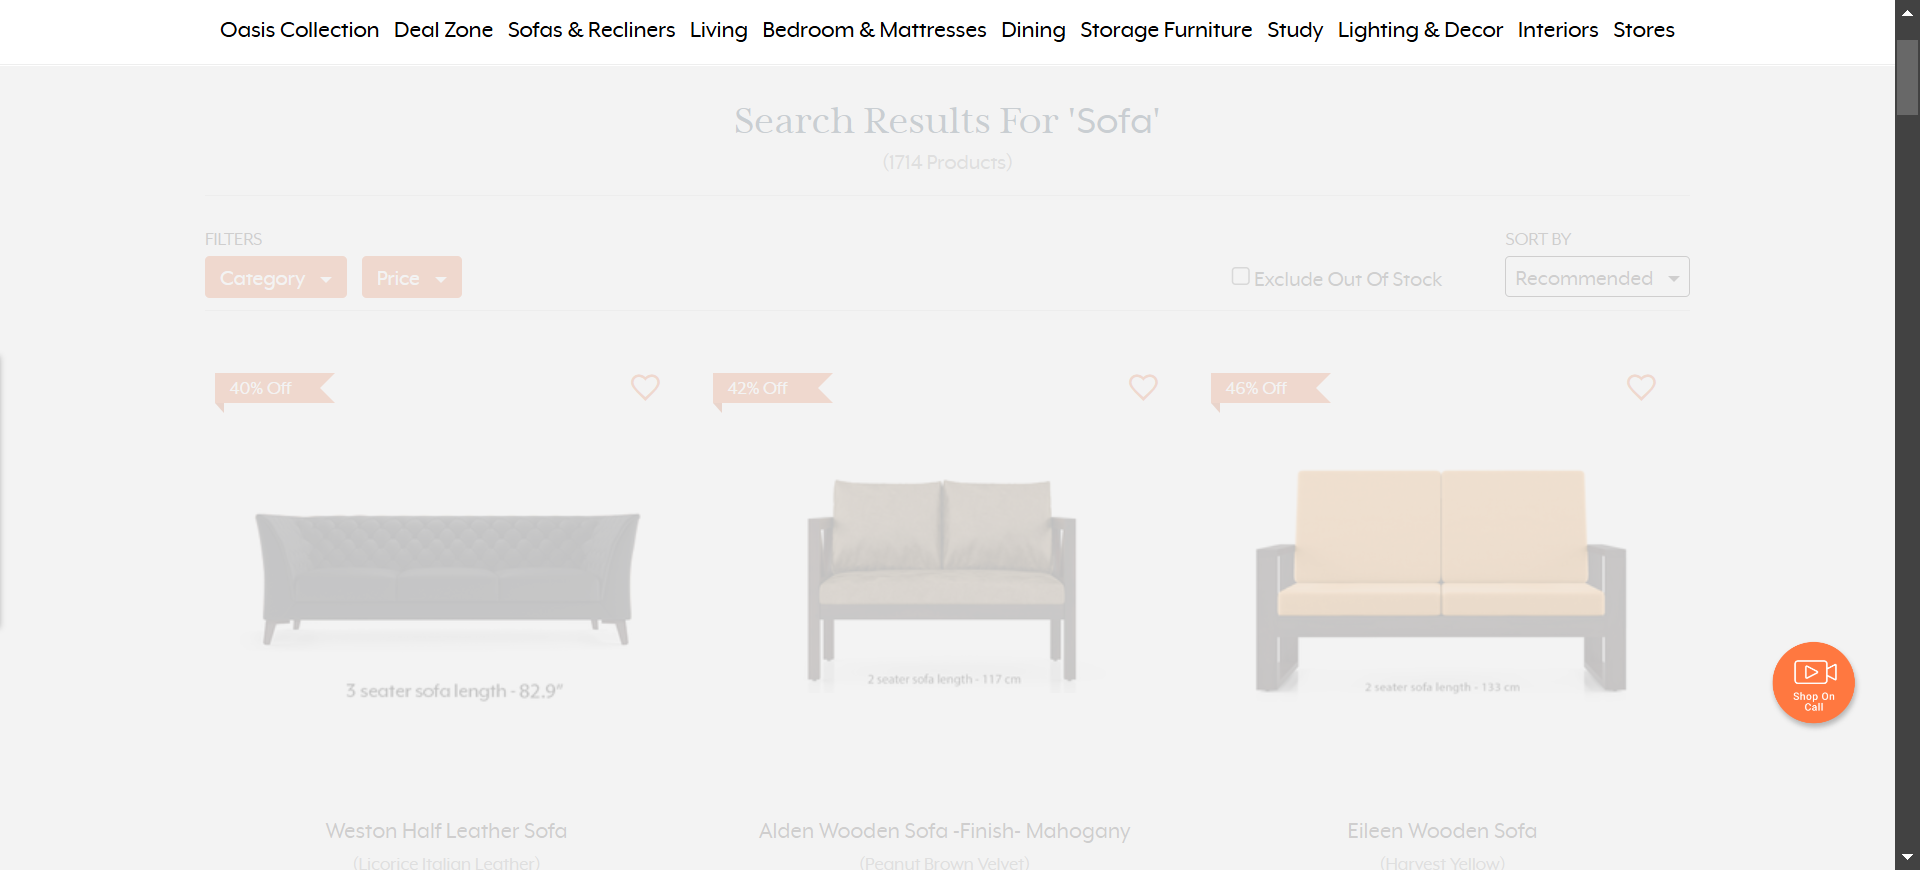 Oasis Collection Deal Zone Sofas & Recliners Living Bedroom & Mattresses Dining Storage Furniture Study Lighting & Decor Interiors Stores
Search Results For 'Sofa'
(1714 Products)
FILTERS
SORT BY
Category
Price
Exclude Out Of Stock
Recommended
40% Off
42% Off
46% Off
3 seater sofa length - 82.9"
2 seater sofa length - 117 cm
2 seater sofa length - 133 cm
Shop On
Call
Weston Half Leather Sofa
Alden Wooden Sofa -Finish- Mahogany
Eileen Wooden Sofa
(Licorice Italian Leather)
(Peanut Brown Velvet)
(Harvest Yellow)